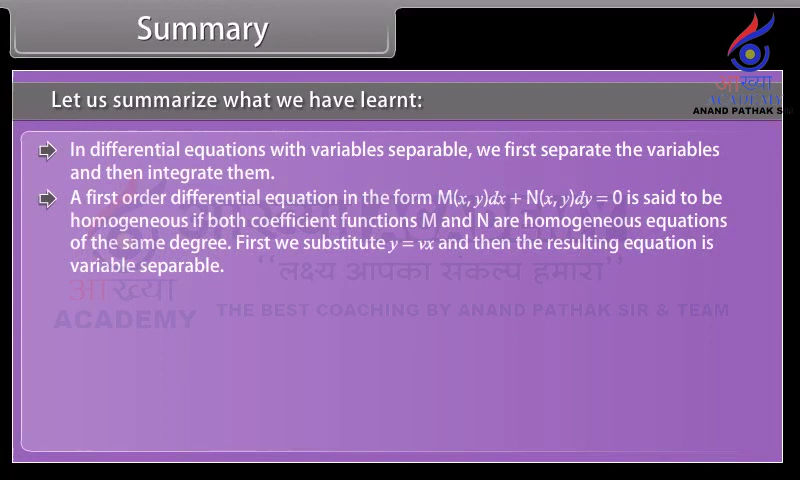 Summary
आख्या
ACADEMY
ANAND PATHAK SIR
Let us summarize what we have learnt:
In differential equations with variables separable, we first separate the variables
and then integrate them.
A first order differential equation in the form M(x, y)dx + N(x, y)dy = 0 is said to be
homogeneous if both coefficient functions M and N are homogeneous equations
of the same degree. First we substitute y = vx and then the resulting equation is
variable separable.
“लक्ष्य आपका संकल्प हमारा”
आख्या
ACADEMY
THE BEST COACHING BY ANAND PATHAK SIR & TEAM